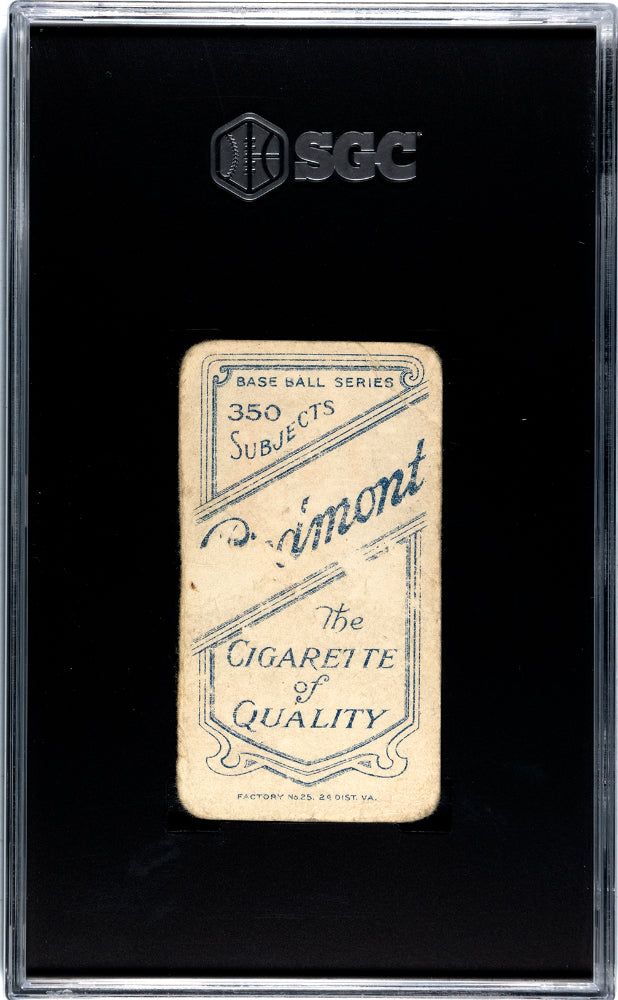 SGC
BASE BALL SERIES
350
SUBJECTS
The
CIGARETTE
of
QUALITY
FACTORY No 25. 2d DIST. VA.